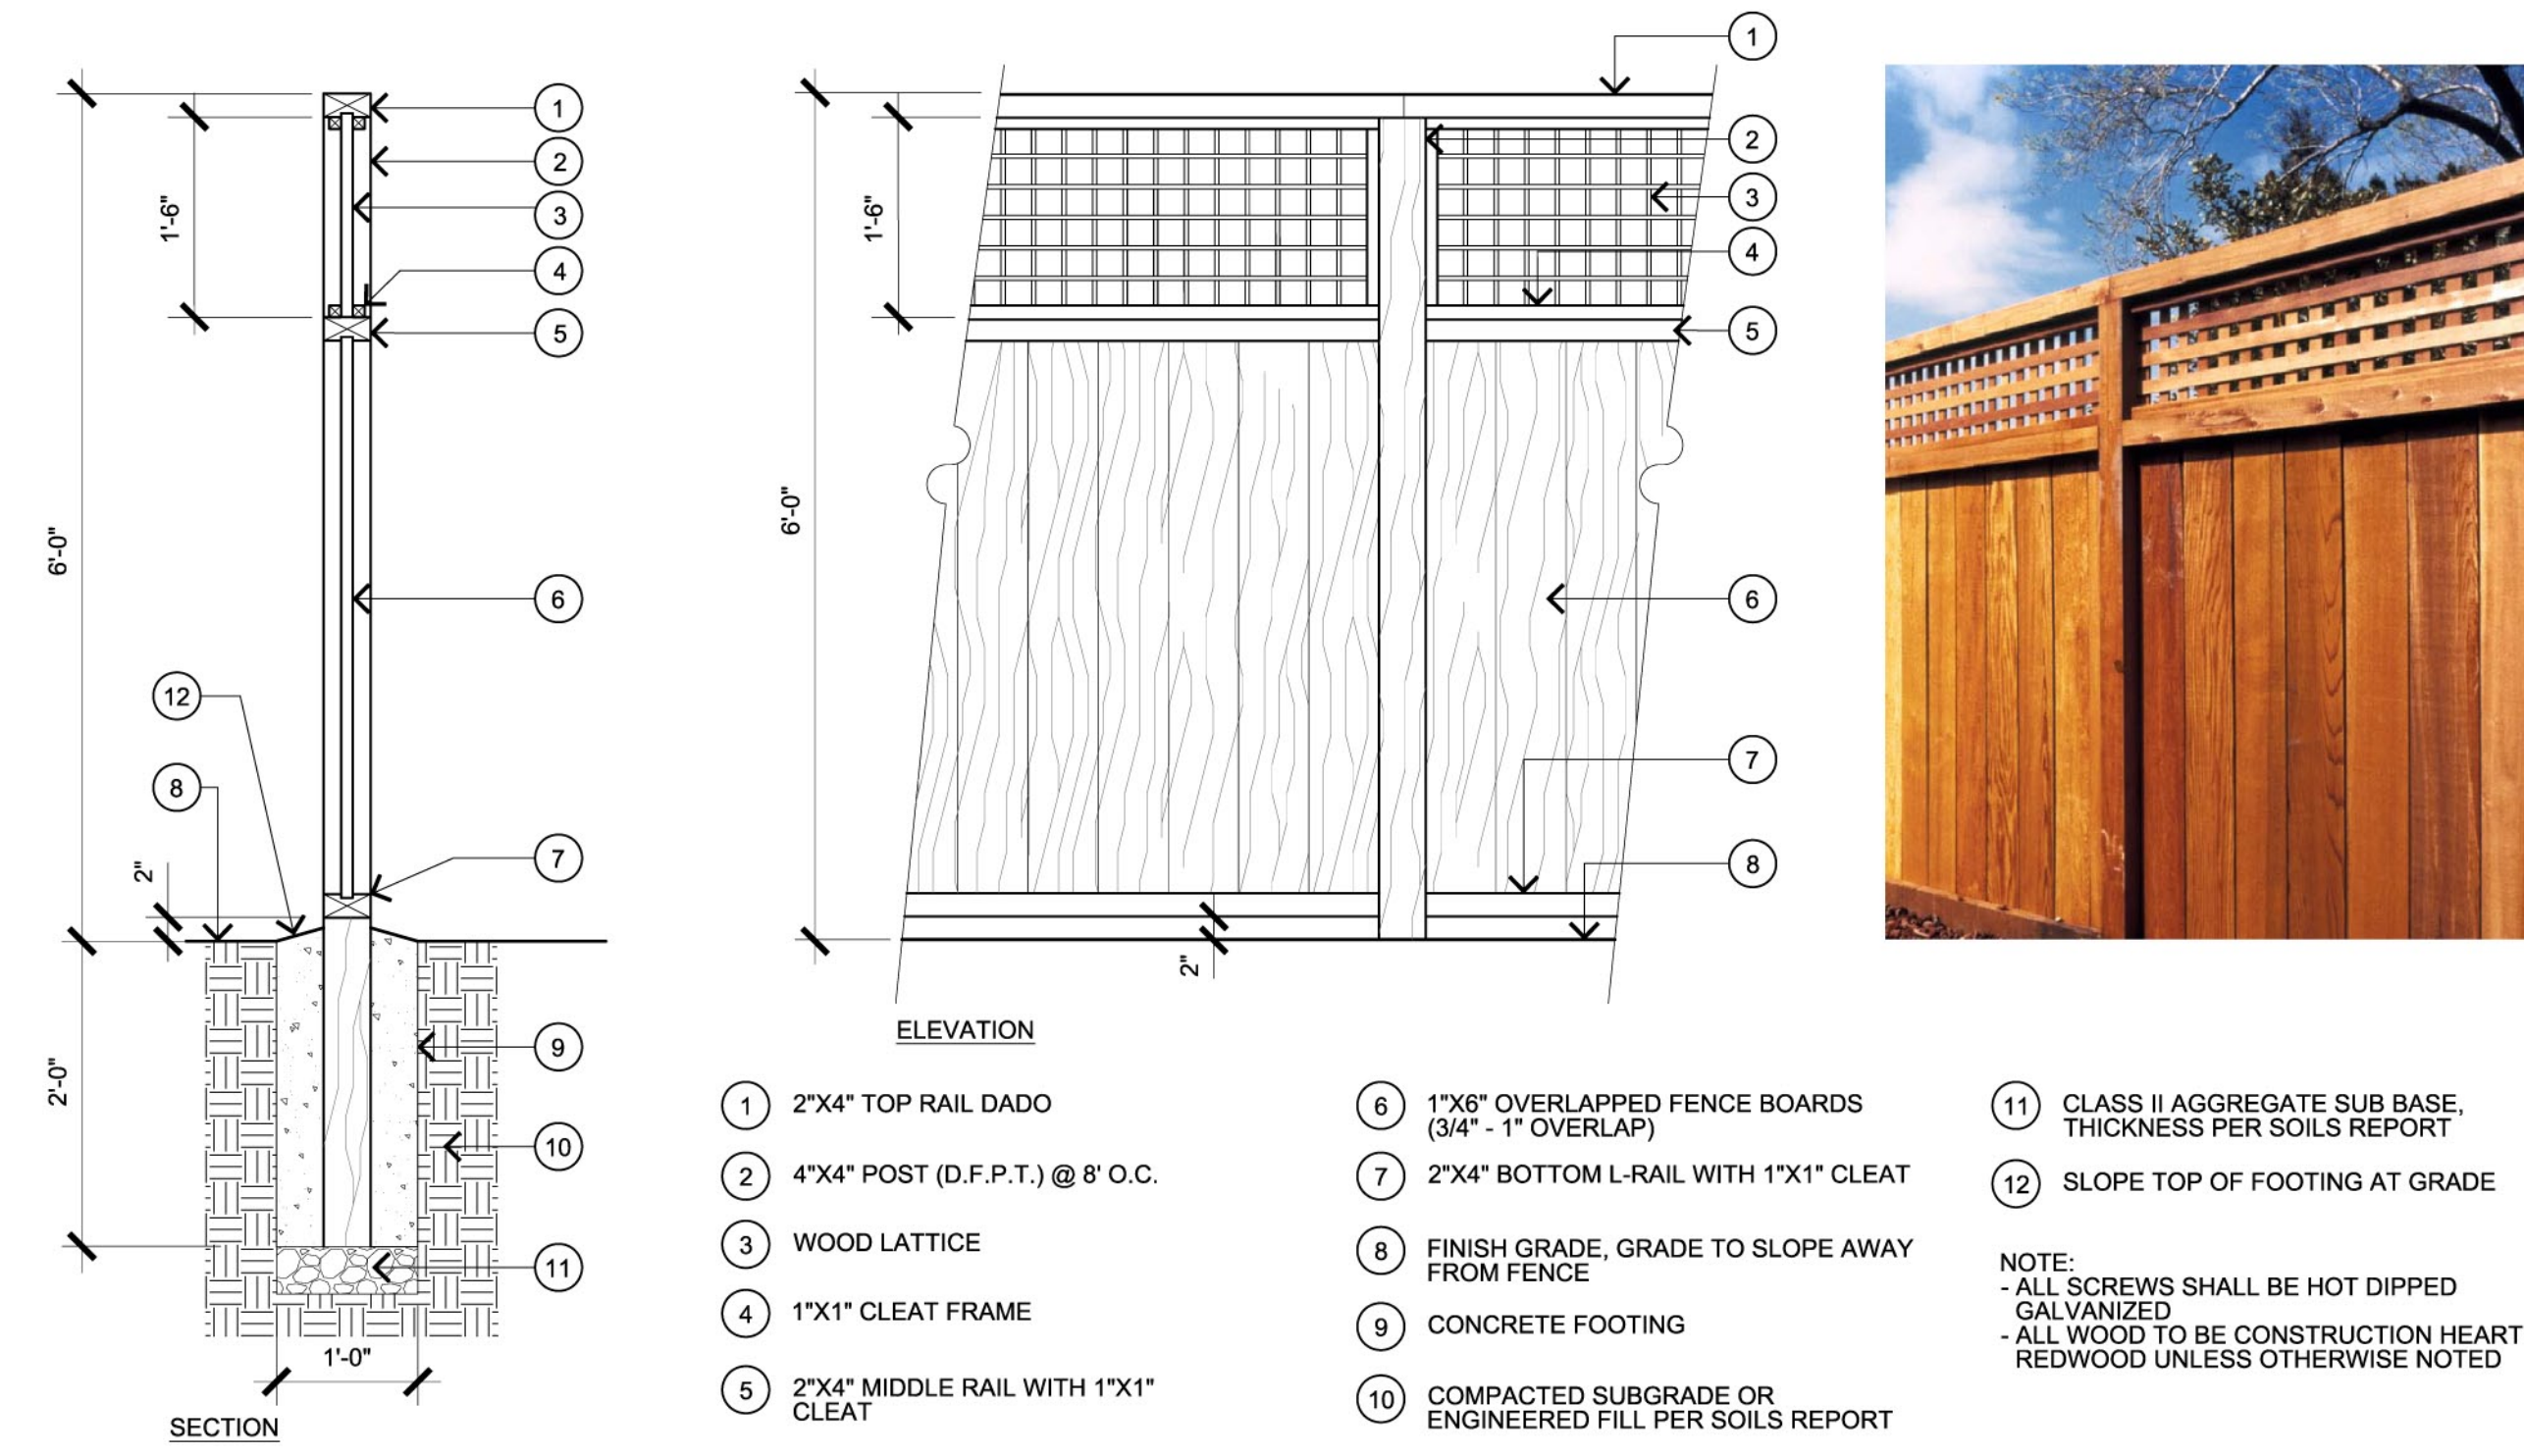 1
2
3
4
5
6
12
8
7
9
10
11
6'-0"
1'-6"
2"
2'-0"
1'-0"
SECTION
1
2
3
4
5
6
7
8
6'-0"
1'-6"
2"
ELEVATION
1 2"X4" TOP RAIL DADO
2 4"X4" POST (D.F.P.T.) @ 8' O.C.
3 WOOD LATTICE
4 1"X1" CLEAT FRAME
5 2"X4" MIDDLE RAIL WITH 1"X1"
CLEAT
6 1"X6" OVERLAPPED FENCE BOARDS
(3/4" - 1" OVERLAP)
7 2"X4" BOTTOM L-RAIL WITH 1"X1" CLEAT
8 FINISH GRADE, GRADE TO SLOPE AWAY
FROM FENCE
9 CONCRETE FOOTING
10 COMPACTED SUBGRADE OR
ENGINEERED FILL PER SOILS REPORT
11 CLASS II AGGREGATE SUB BASE,
THICKNESS PER SOILS REPORT
12 SLOPE TOP OF FOOTING AT GRADE
NOTE:
- ALL SCREWS SHALL BE HOT DIPPED
GALVANIZED
- ALL WOOD TO BE CONSTRUCTION HEART
REDWOOD UNLESS OTHERWISE NOTED